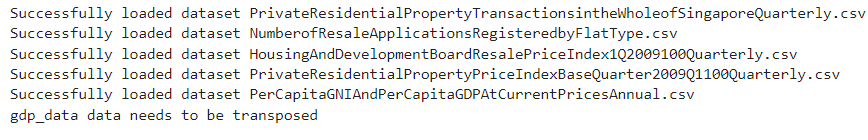 Successfully loaded dataset PrivateResidentialPropertyTransactionsintheWholeofSingaporeQuarterly.csv
Successfully loaded dataset NumberofResaleApplicationsRegisteredbyFlatType.csv
Successfully loaded dataset HousingAndDevelopmentBoardResalePriceIndex1Q2009100Quarterly.csv
Successfully loaded dataset PrivateResidentialPropertyPriceIndexBaseQuarter2009Q1100Quarterly.csv
Successfully loaded dataset PerCapitaGNIAndPerCapitaGDPAtCurrentPricesAnnual.csv
gdp_data data needs to be transposed